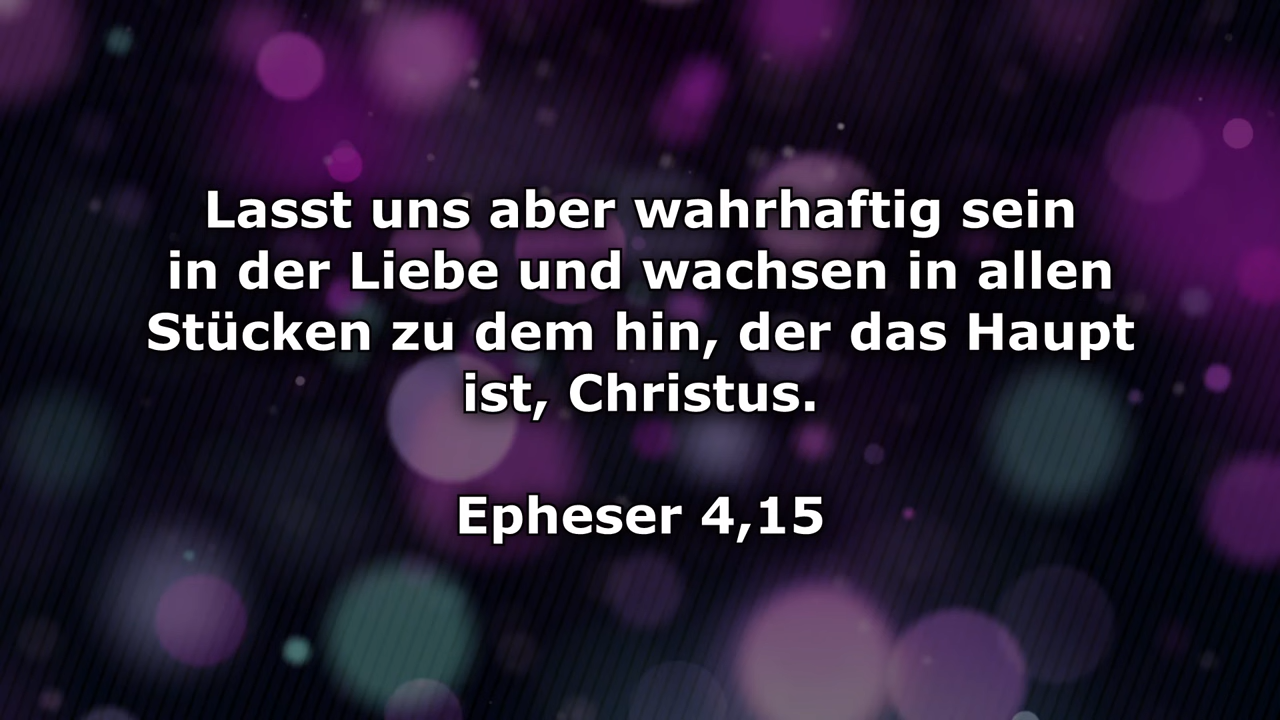 Lasst uns aber wahrhaftig sein
in der Liebe und wachsen in allen
Stücken zu dem hin, der das Haupt
ist, Christus.
Epheser 4,15